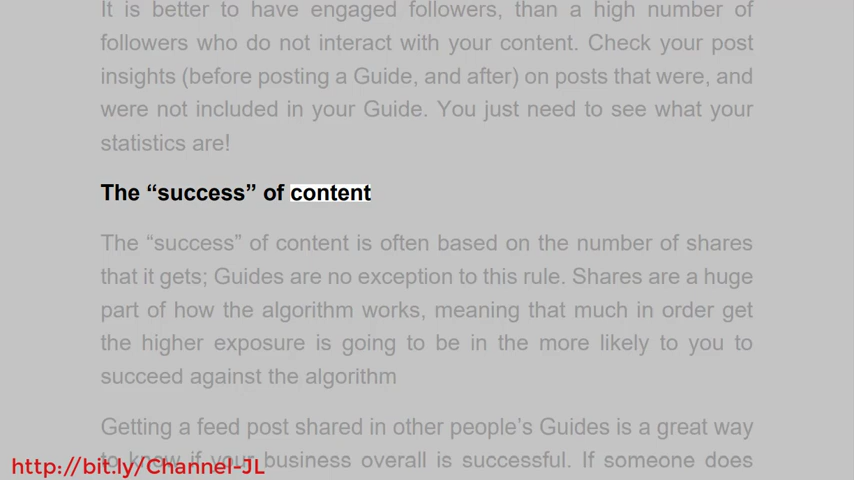 It is better to have engaged followers, than a high number of
followers who do not interact with your content. Check your post
insights (before posting a Guide, and after) on posts that were, and
were not included in your Guide. You just need to see what your
statistics are!
The “success” of content
The “success” of content is often based on the number of shares
that it gets; Guides are no exception to this rule. Shares are a huge
part of how the algorithm works, meaning that much in order get
the higher exposure is going to be in the more likely to you to
succeed against the algorithm
Getting a feed post shared in other people’s Guides is a great way
to know if your business overall is successful. If someone does
http://bit.ly/Channel-JL